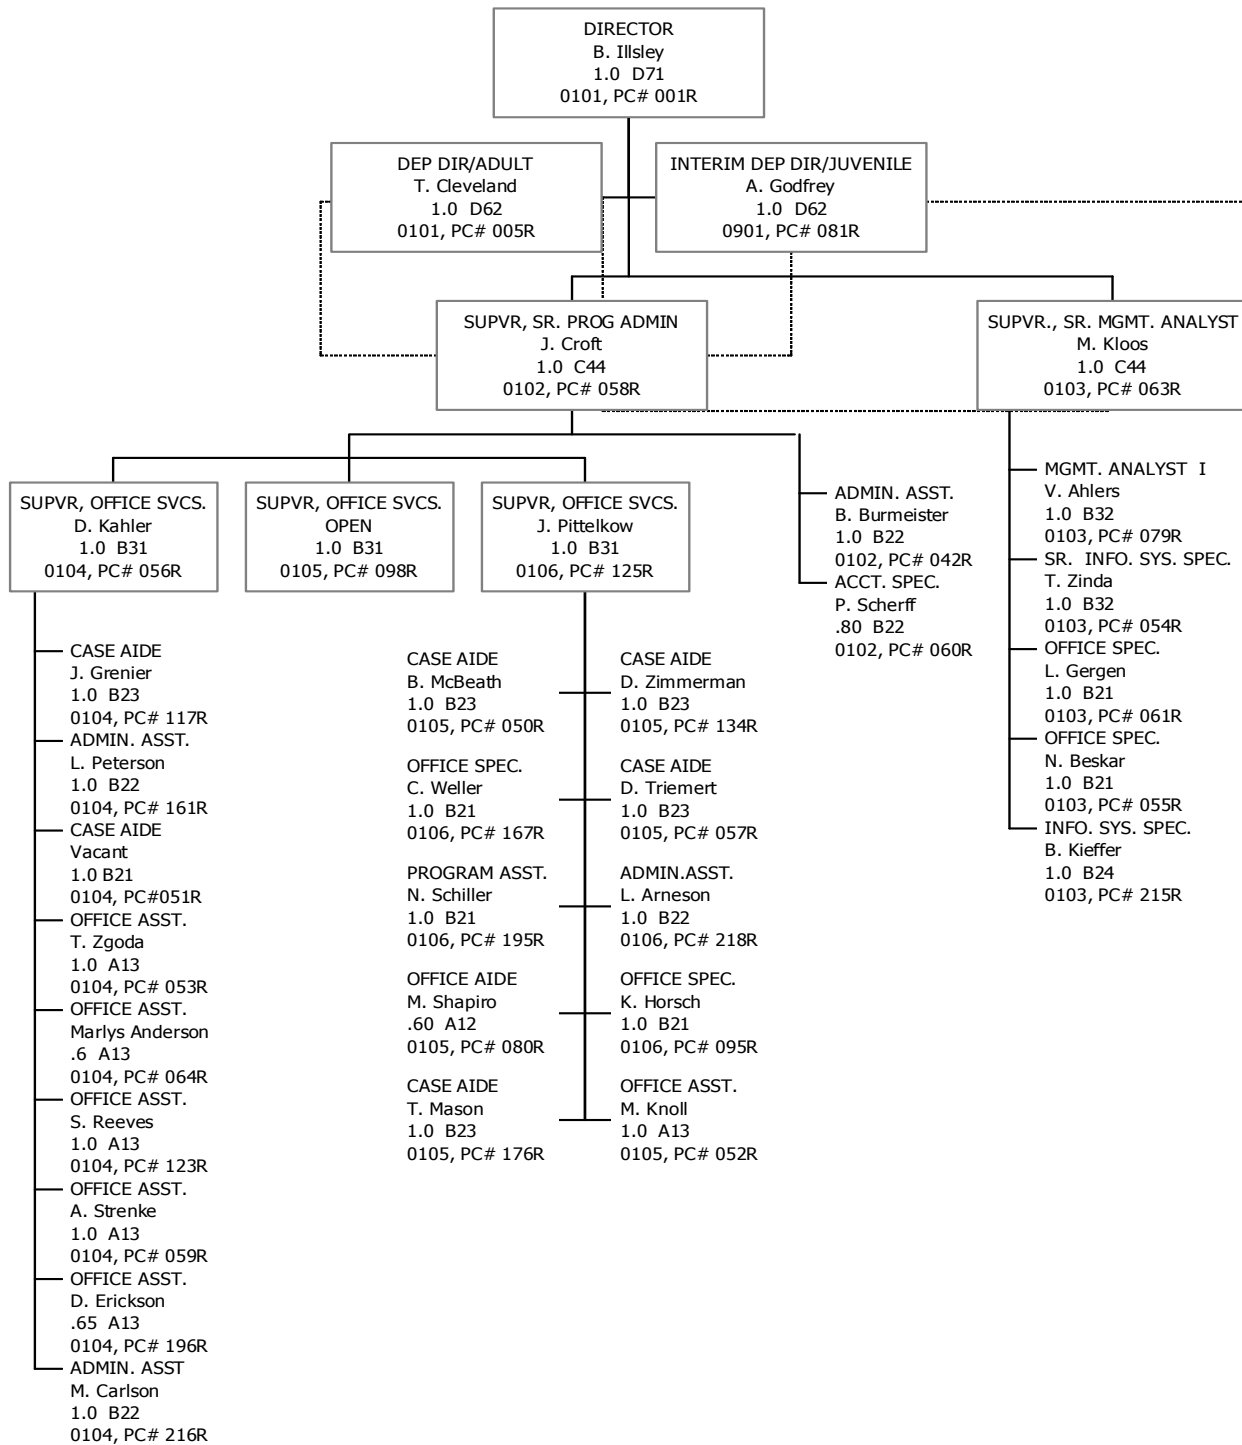 DIRECTOR
B. Illsley
1.0 D71
0101, PC# 001R
DEP DIR/ADULT
T. Cleveland
1.0 D62
0101, PC# 005R
INTERIM DEP DIR/JUVENILE
A. Godfrey
1.0 D62
0901, PC# 081R
SUPVR, SR. PROG ADMIN
J. Croft
1.0 C44
0102, PC# 058R
SUPVR., SR. MGMT. ANALYST
M. Kloos
1.0 C44
0103, PC# 063R
SUPVR, OFFICE SVCS.
D. Kahler
1.0 B31
0104, PC# 056R
SUPVR, OFFICE SVCS.
OPEN
1.0 B31
0105, PC# 098R
SUPVR, OFFICE SVCS.
J. Pittelkow
1.0 B31
0106, PC# 125R
ADMIN. ASST.
B. Burmeister
1.0 B22
0102, PC# 042R
ACCT. SPEC.
P. Scherff
.80 B22
0102, PC# 060R
MGMT. ANALYST I
V. Ahlers
1.0 B32
0103, PC# 079R
SR. INFO. SYS. SPEC.
T. Zinda
1.0 B32
0103, PC# 054R
OFFICE SPEC.
L. Gergen
1.0 B21
0103, PC# 061R
OFFICE SPEC.
N. Beskar
1.0 B21
0103, PC# 055R
INFO. SYS. SPEC.
B. Kieffer
1.0 B24
0103, PC# 215R
CASE AIDE
J. Grenier
1.0 B23
0104, PC# 117R
ADMIN. ASST.
L. Peterson
1.0 B22
0104, PC# 161R
CASE AIDE
Vacant
1.0 B21
0104, PC#051R
OFFICE ASST.
T. Zgoda
1.0 A13
0104, PC# 053R
OFFICE ASST.
Marlys Anderson
.6 A13
0104, PC# 064R
OFFICE ASST.
S. Reeves
1.0 A13
0104, PC# 123R
OFFICE ASST.
A. Strenke
1.0 A13
0104, PC# 059R
OFFICE ASST.
D. Erickson
.65 A13
0104, PC# 196R
ADMIN. ASST
M. Carlson
1.0 B22
0104, PC# 216R
CASE AIDE
B. McBeath
1.0 B23
0105, PC# 050R
CASE AIDE
D. Zimmerman
1.0 B23
0105, PC# 134R
OFFICE SPEC.
C. Weller
1.0 B21
0106, PC# 167R
CASE AIDE
D. Triemert
1.0 B23
0105, PC# 057R
PROGRAM ASST.
N. Schiller
1.0 B21
0106, PC# 195R
ADMIN.ASST.
L. Arneson
1.0 B22
0106, PC# 218R
OFFICE AIDE
M. Shapiro
.60 A12
0105, PC# 080R
OFFICE SPEC.
K. Horsch
1.0 B21
0106, PC# 095R
CASE AIDE
T. Mason
1.0 B23
0105, PC# 176R
OFFICE ASST.
M. Knoll
1.0 A13
0105, PC# 052R